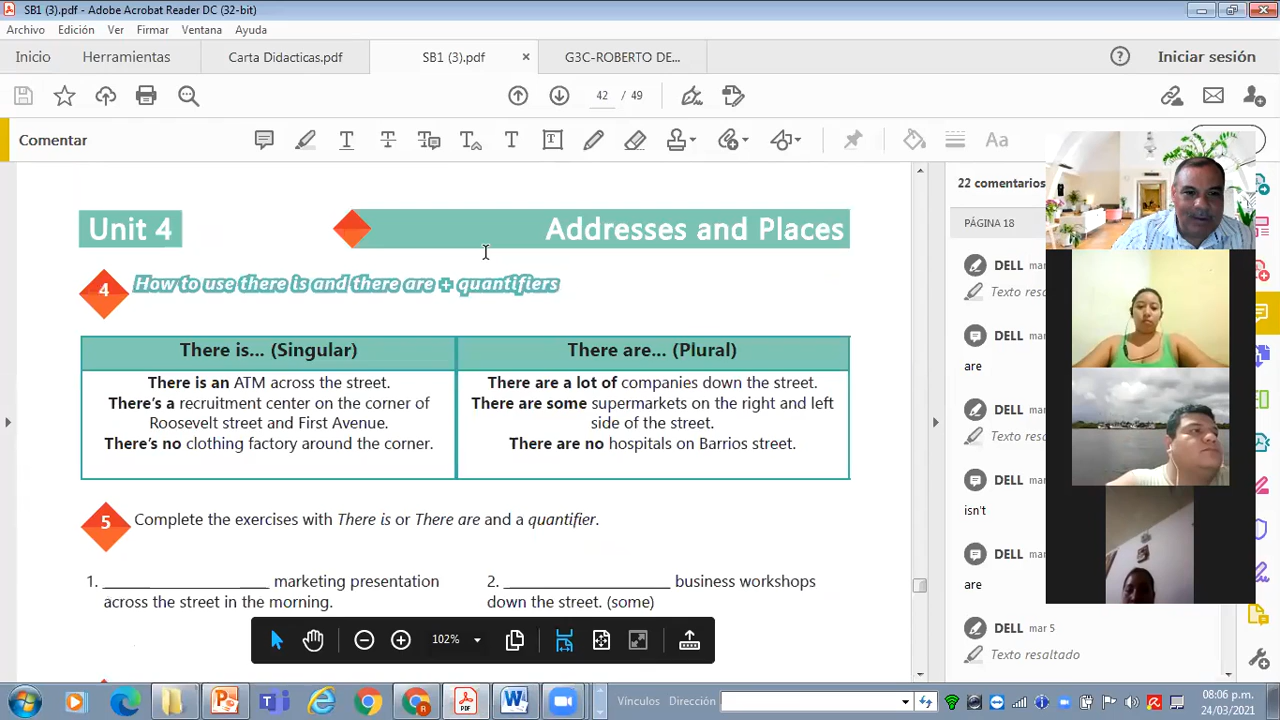 SB1 (3).pdf - Adobe Acrobat Reader DC (32-bit)
Archivo Edición Ver Firmar Ventana Ayuda
Inicio Herramientas Carta Didacticas.pdf SB1 (3).pdf × G3C-ROBERTO DE... Iniciar sesión
42 / 49
Comentar
Aa
22 comentarios
PÁGINA 18
DELL mar
Texto resa
DELL
are
DELL
Texto resa
DELL
isn't
DELL
are
DELL mar 5
Texto resaltado
Unit 4
Addresses and Places
4 How to use there is and there are + quantifiers
There is... (Singular) There are... (Plural)
There is an ATM across the street.
There's a recruitment center on the corner of
Roosevelt street and First Avenue.
There's no clothing factory around the corner.
There are a lot of companies down the street.
There are some supermarkets on the right and left
side of the street.
There are no hospitals on Barrios street.
5 Complete the exercises with There is or There are and a quantifier.
1. ____________________ marketing presentation
across the street in the morning.
2. ____________________ business workshops
down the street. (some)
102%
Vínculos Dirección
08:06 p.m.
24/03/2021